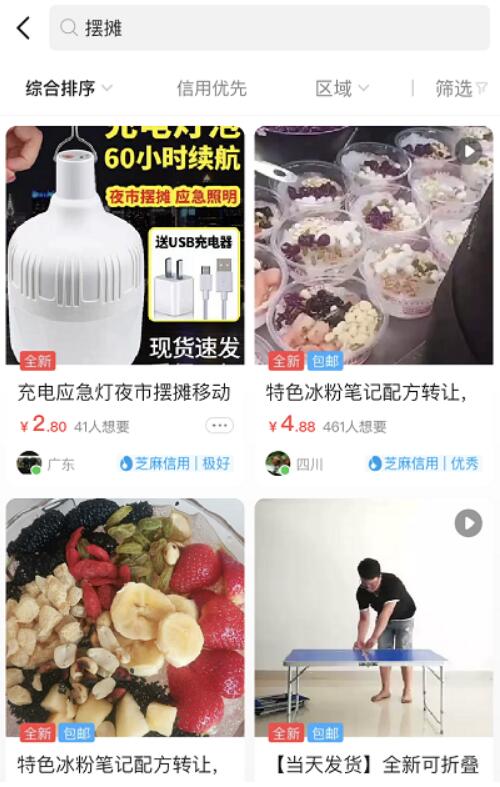 摆摊
综合排序
信用优先
区域
筛选
充电灯泡
60小时续航
夜市摆摊 应急照明
送USB充电器
现货速发
全新
充电应急灯夜市摆摊移动
¥2.80 41人想要
广东
芝麻信用|极好
全新 包邮
特色冰粉笔记配方转让,
¥4.88 461人想要
四川
芝麻信用|优秀
全新 包邮
特色冰粉笔记配方转让,
全新 包邮
【当天发货】全新可折叠